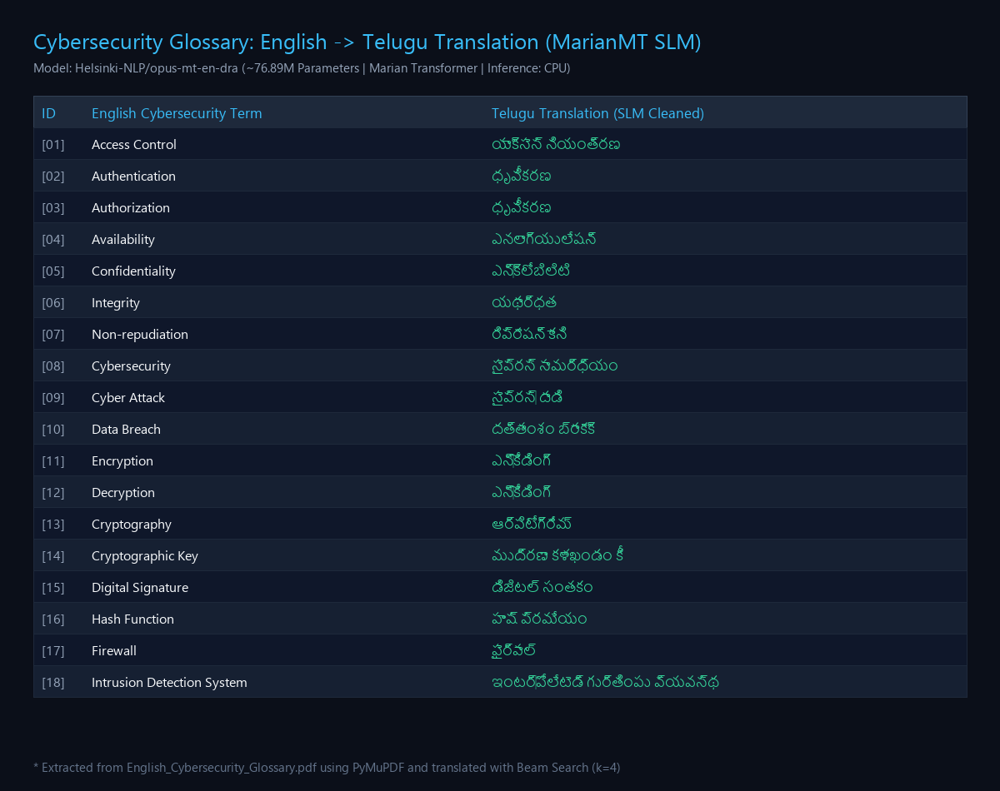 Cybersecurity Glossary: English -> Telugu Translation (MarianMT SLM)
Model: Helsinki-NLP/opus-mt-en-dra (~76.89M Parameters | Marian Transformer | Inference: CPU)
ID English Cybersecurity Term Telugu Translation (SLM Cleaned)
[01] Access Control యాక్సెస్ నియంత్రణ
[02] Authentication ధృవీకరణ
[03] Authorization ధృవీకరణ
[04] Availability ఎనలాగ్యులేషన్
[05] Confidentiality ఎన్‌క్లేబిలిటి
[06] Integrity యథార్ధత
[07] Non-repudiation రిప్రేషన్ కాని
[08] Cybersecurity సైప్రస్ సామర్ధ్యం
[09] Cyber Attack సైప్రస్‌ దాడి
[10] Data Breach దత్తాంశం
[11] Encryption ఎన్‌కోడింగ్
[12] Decryption ఎన్‌కోడింగ్
[13] Cryptography ఆర్పిటోగ్రేమ్
[14] Cryptographic Key ముద్రణా కళాఖండం కీ
[15] Digital Signature డిజిటల్ సంతకం
[16] Hash Function హాష్ ప్రమేయం
[17] Firewall ఫైర్వాల్
[18] Intrusion Detection System ఇంటర్‌పోలేటెడ్ గుర్తింపు వ్యవస్థ
* Extracted from English_Cybersecurity_Glossary.pdf using PyMuPDF and translated with Beam Search (k=4)